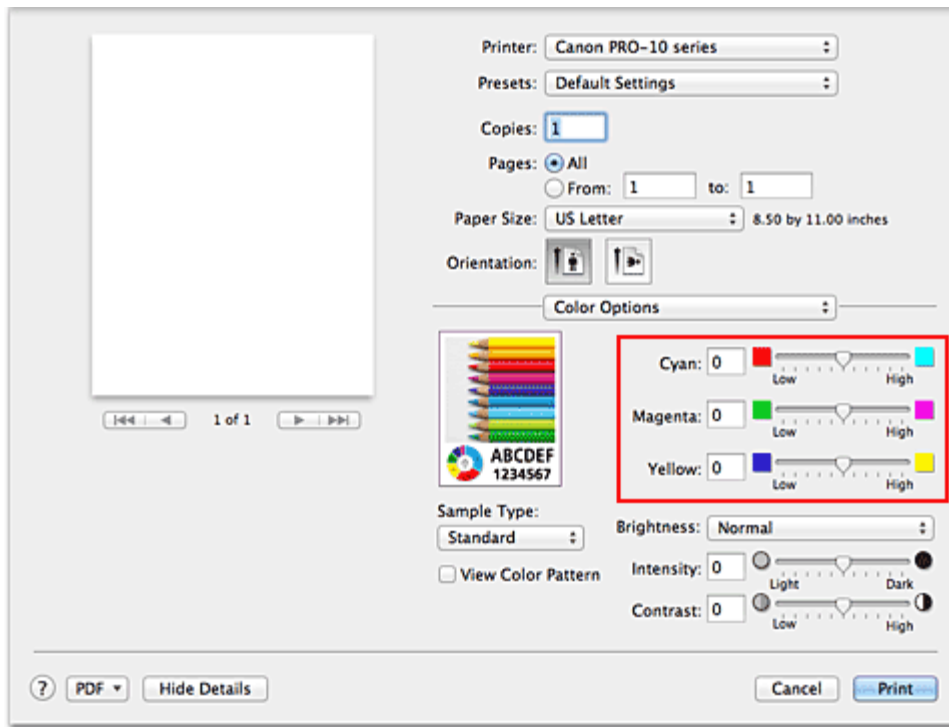 Printer: Canon PRO-10 series
Presets: Default Settings
Copies: 1
Pages: All
From: 1 to: 1
Paper Size: US Letter 8.50 by 11.00 inches
Orientation:
Color Options
1 of 1
ABCDEF
1234567
Cyan: 0
Low High
Magenta: 0
Low High
Yellow: 0
Low High
Sample Type:
Standard
View Color Pattern
Brightness: Normal
Intensity: 0
Light Dark
Contrast: 0
Low High
? PDF Hide Details Cancel Print